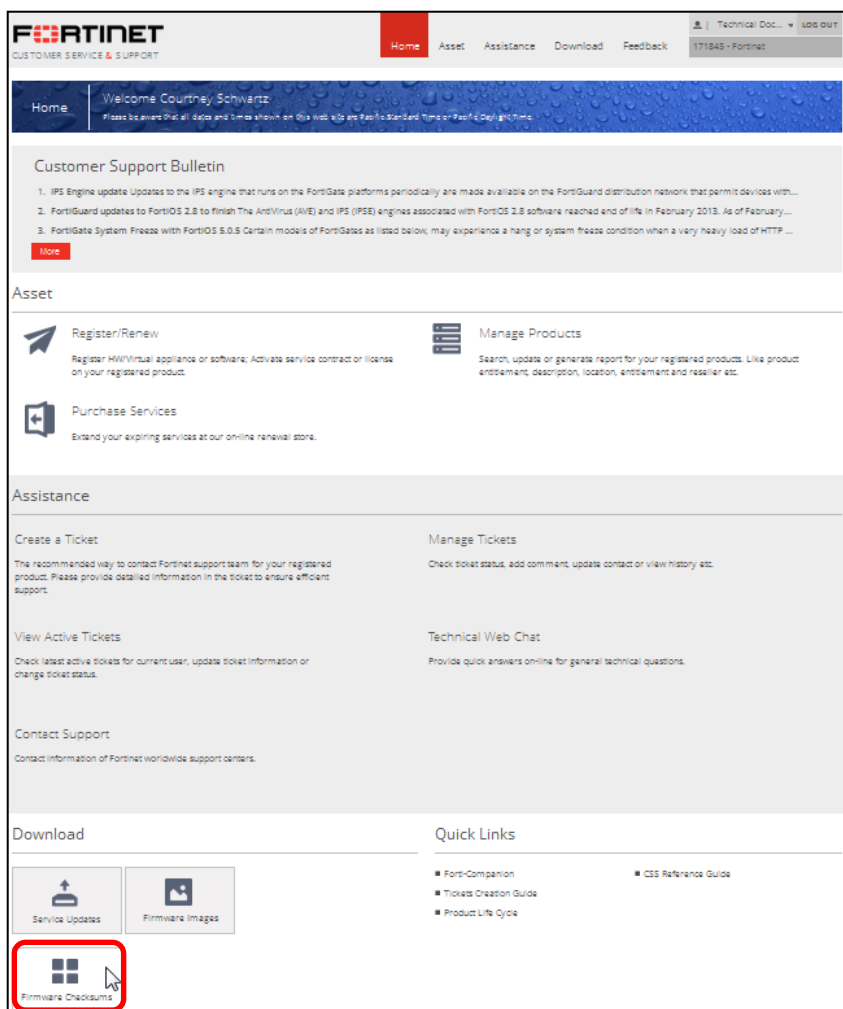 FORTINET
CUSTOMER SERVICE & SUPPORT
Home Asset Assistance Download Feedback
Technical Doc... LOG OUT
171845 - Fortinet
Home
Welcome Courtney Schwartz
Please be aware that all dates and times shown on this web site are Pacific Standard Time or Pacific Daylight Time.
Customer Support Bulletin
1. IPS Engine update Updates to the IPS engine that runs on the FortiGate platforms periodically are made available on the FortiGuard distribution network that permit devices with...
2. FortiGuard updates to FortiOS 2.8 to finish The AntiVirus (AVE) and IPS (IPSE) engines associated with FortiOS 2.8 software reached end of life in February 2013. As of February...
3. FortiGate System Freeze with FortiOS 5.0.5 Certain models of FortiGates as listed below, may experience a hang or system freeze condition when a very heavy load of HTTP ...
More
Asset
Register/Renew
Register HW/Virtual appliance or software; Activate service contract or license
on your registered product.
Manage Products
Search, update or generate report for your registered products. Like product
entitlement, description, location, entitlement and reseller etc.
Purchase Services
Extend your expiring services at our on-line renewal store.
Assistance
Create a Ticket
The recommended way to contact Fortinet support team for your registered
product. Please provide detailed information in the ticket to ensure efficient
support.
Manage Tickets
Check ticket status, add comment, update contact or view history etc.
View Active Tickets
Check latest active tickets for current user, update ticket information or
change ticket status.
Technical Web Chat
Provide quick answers on-line for general technical questions.
Contact Support
Contact information of Fortinet worldwide support centers.
Download
Service Updates
Firmware Images
Firmware Checksums
Quick Links
Forti-Companion
Tickets Creation Guide
Product Life Cycle
CSS Reference Guide